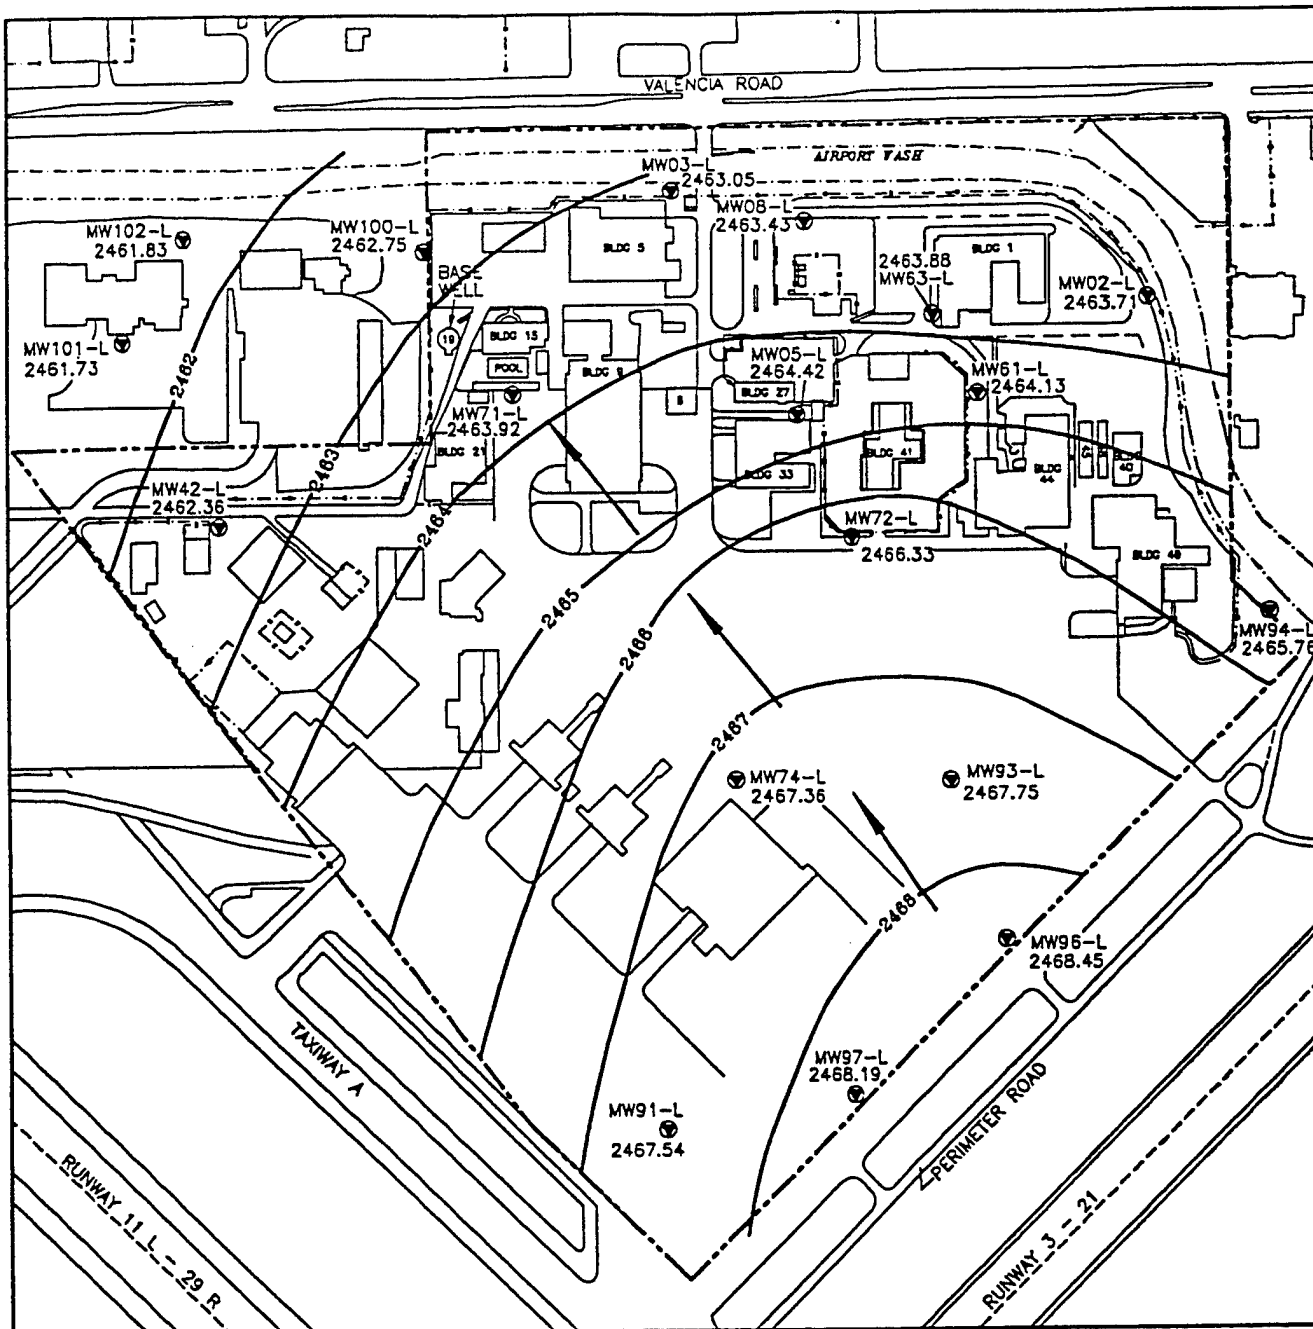 VALENCIA ROAD
AIRPORT WASH
MW03-L
2463.05
MW08-L
2463.43
MW102-L
2461.83
MW100-L
2462.75
BLDG 5
2463.88
MW63-L
BLDG 1
BASE
WELL
MW02-L
2463.71
19
BLDG 15
MW101-L
2461.73
POOL
BLDG 9
MW05-L
2464.42
MW61-L
2464.13
2462
BLDG 27
8
MW71-L
2463.92
BLDG 21
2463
BLDG 33
BLDG 41
BLDG
44
43
BLDG
40
MW42-L
2462.36
2464
MW72-L
2466.33
BLDG 48
2465
2466
MW94-L
2465.76
2467
MW74-L
2467.36
MW93-L
2467.75
2468
MW96-L
2468.45
TAXIWAY A
MW97-L
2468.19
PERIMETER ROAD
MW91-L
2467.54
RUNWAY 11 L - 29 R
RUNWAY 3 - 21